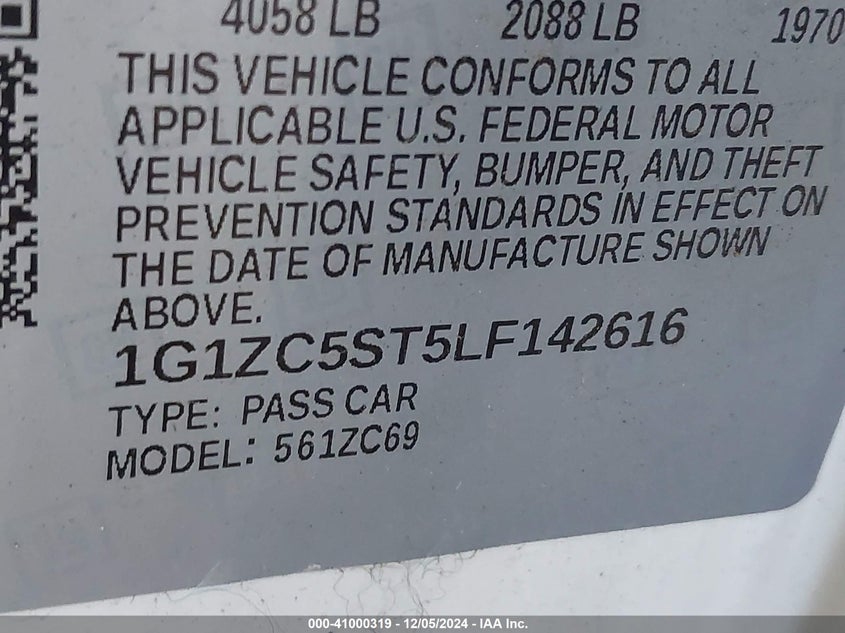 4058 LB 2088 LB 1970
THIS VEHICLE CONFORMS TO ALL
APPLICABLE U.S. FEDERAL MOTOR
VEHICLE SAFETY, BUMPER, AND THEFT
PREVENTION STANDARDS IN EFFECT ON
THE DATE OF MANUFACTURE SHOWN
ABOVE.
1G1ZC5ST5LF142616
TYPE: PASS CAR
MODEL: 561ZC69
000-41000319 - 12/05/2024 - IAA Inc.